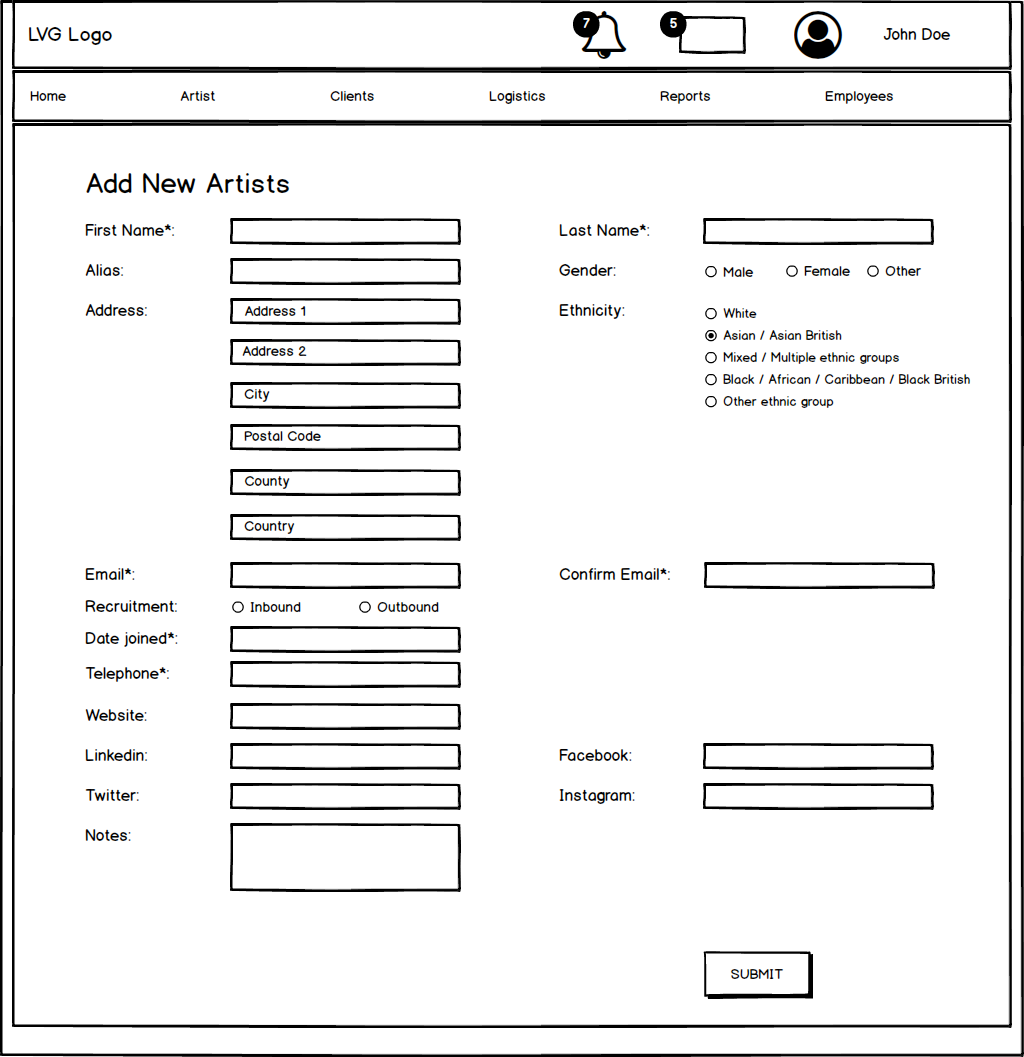 LVG Logo
7
5
John Doe
Home
Artist
Clients
Logistics
Reports
Employees
Add New Artists
First Name*:
Last Name*:
Alias:
Gender:
Male
Female
Other
Address:
Address 1
Ethnicity:
White
Asian / Asian British
Address 2
Mixed / Multiple ethnic groups
Black / African / Caribbean / Black British
City
Other ethnic group
Postal Code
County
Country
Email*:
Confirm Email*:
Recruitment:
Inbound
Outbound
Date joined*:
Telephone*:
Website:
Linkedin:
Facebook:
Twitter:
Instagram:
Notes:
SUBMIT